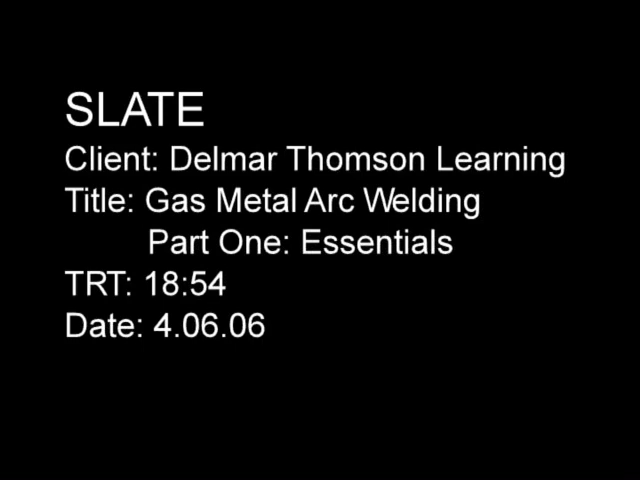 SLATE
Client: Delmar Thomson Learning
Title: Gas Metal Arc Welding
Part One: Essentials
TRT: 18:54
Date: 4.06.06